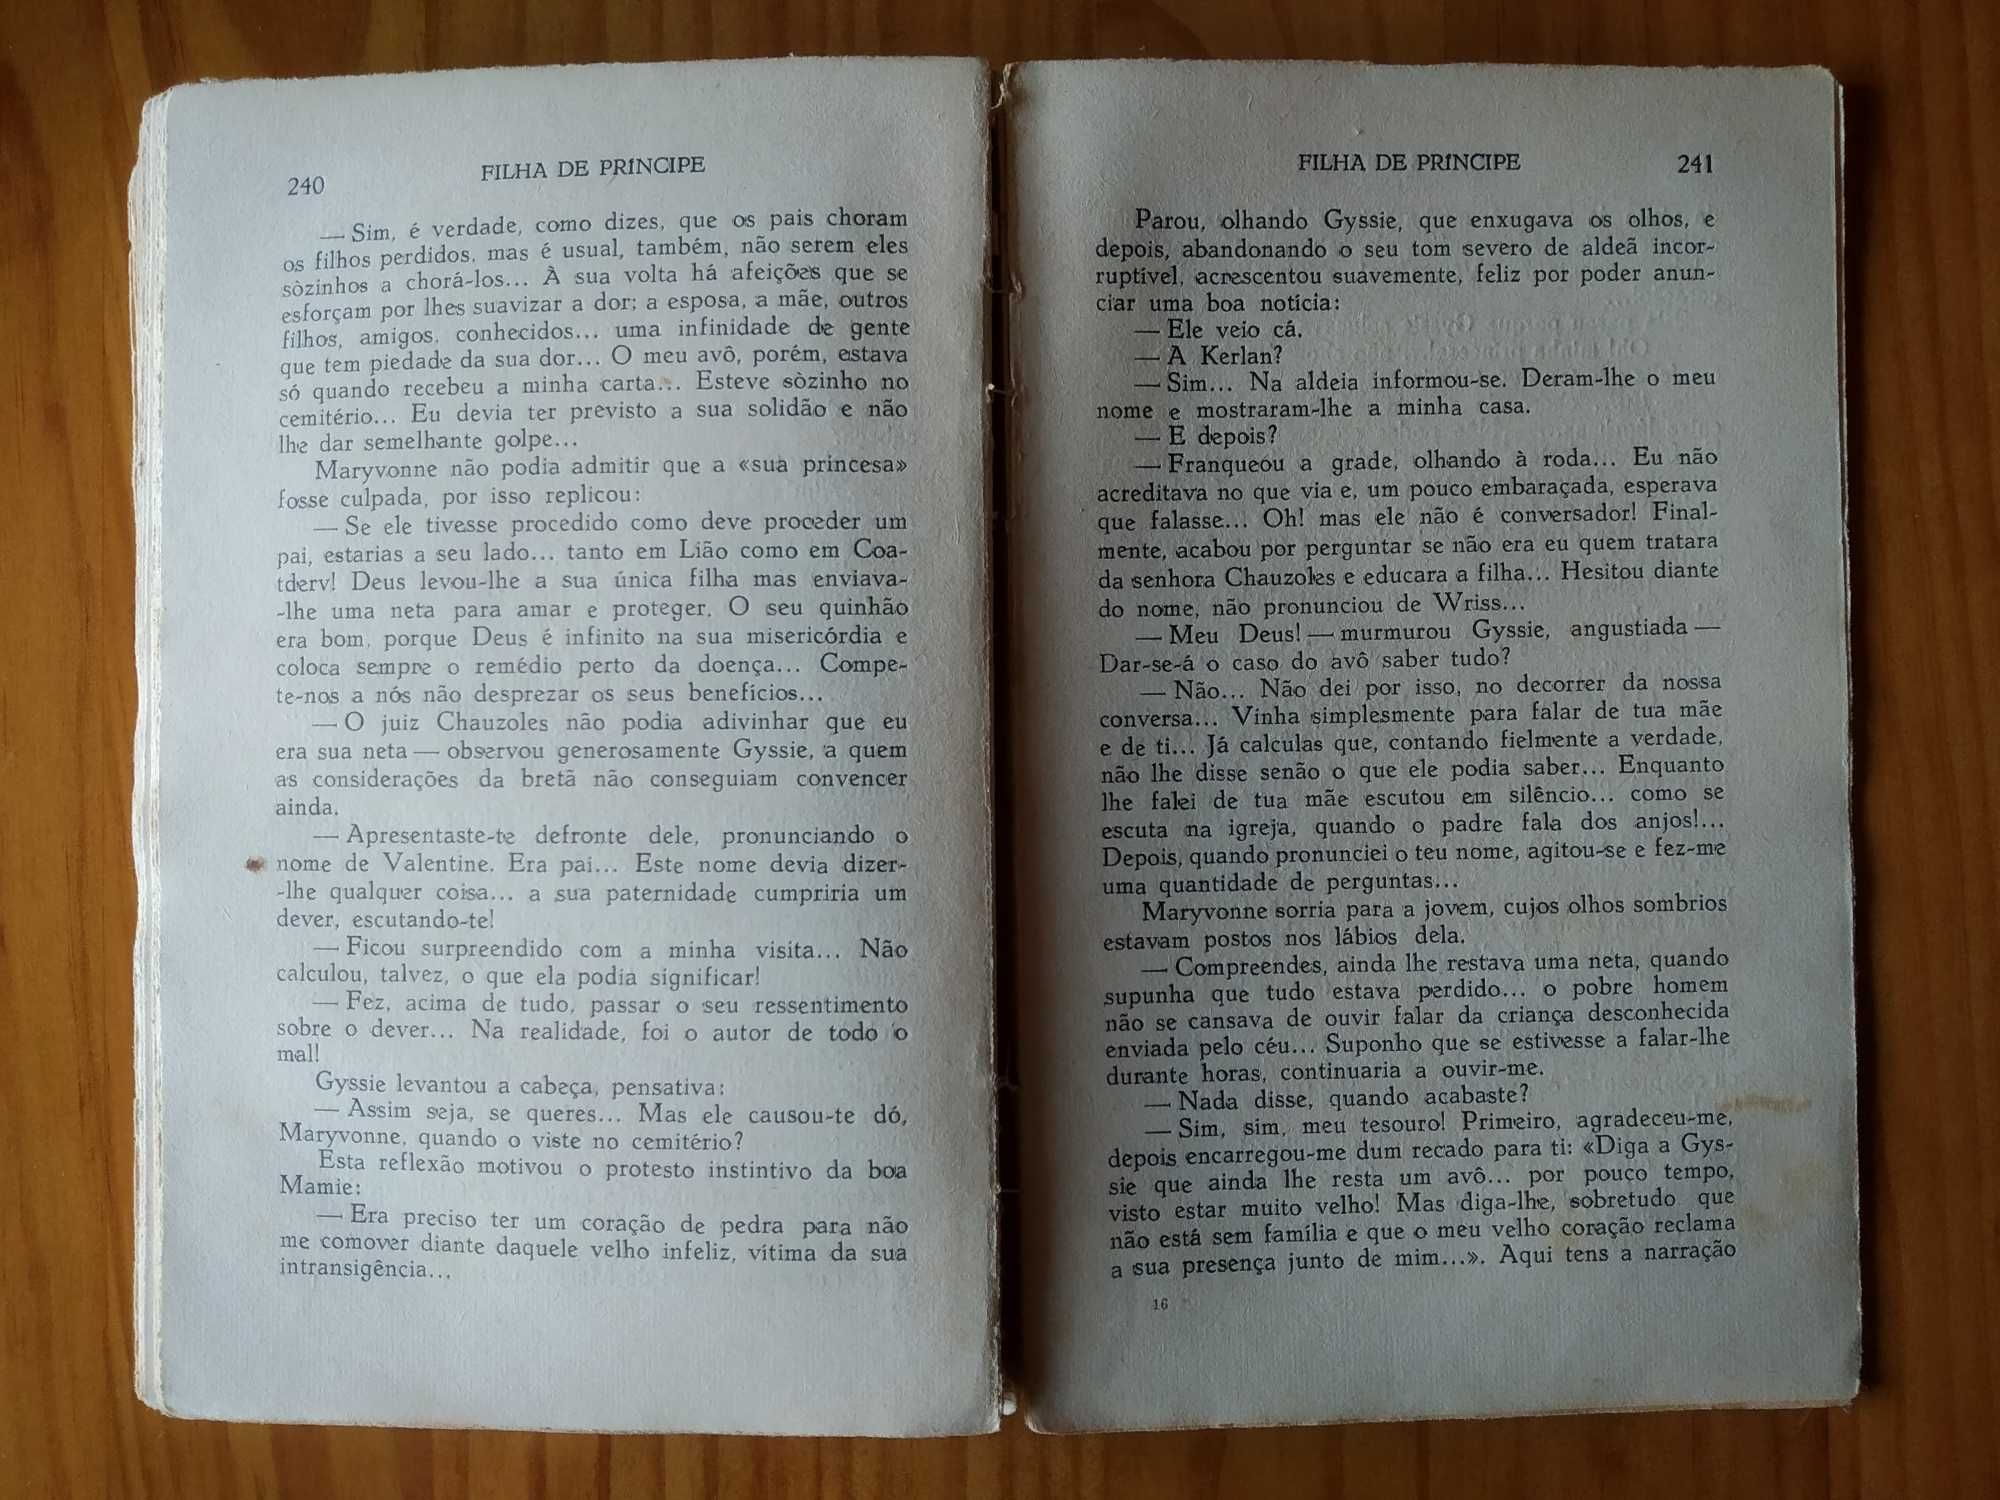 240
FILHA DE PRÍNCIPE
— Sim, é verdade, como dizes, que os pais choram
os filhos perdidos, mas é usual, também, não serem eles
sòzinhos a chorá-los... À sua volta há afeições que se
esforçam por lhes suavizar a dor; a esposa, a mãe, outros
filhos, amigos, conhecidos... uma infinidade de gente
que tem piedade da sua dor... O meu avô, porém, estava
só quando recebeu a minha carta... Esteve sòzinho no
cemitério... Eu devia ter previsto a sua solidão e não
lhe dar semelhante golpe...
Maryvonne não podia admitir que a «sua princesa»
fosse culpada, por isso replicou:
— Se ele tivesse procedido como deve proceder um
pai, estarias a seu lado... tanto em Lião como em Coa-
tderv! Deus levou-lhe a sua única filha mas enviava-
-lhe uma neta para amar e proteger. O seu quinhão
era bom, porque Deus é infinito na sua misericórdia e
coloca sempre o remédio perto da doença... Compe-
te-nos a nós não desprezar os seus benefícios...
— O juiz Chauzoles não podia adivinhar que eu
era sua neta — observou generosamente Gyssie, a quem
as considerações da bretã não conseguiam convencer
ainda.
— Apresentaste-te defronte dele, pronunciando o
nome de Valentine. Era pai... Este nome devia dizer-
-lhe qualquer coisa... a sua paternidade cumpriria um
dever, escutando-te!
— Ficou surpreendido com a minha visita... Não
calculou, talvez, o que ela podia significar!
— Fez, acima de tudo, passar o seu ressentimento
sobre o dever... Na realidade, foi o autor de todo o
mal!
Gyssie levantou a cabeça, pensativa:
— Assim seja, se queres... Mas ele causou-te dó,
Maryvonne, quando o viste no cemitério?
Esta reflexão motivou o protesto instintivo da boa
Mamie:
— Era preciso ter um coração de pedra para não
me comover diante daquele velho infeliz, vítima da sua
intransigência...
FILHA DE PRÍNCIPE
241
Parou, olhando Gyssie, que enxugava os olhos, e
depois, abandonando o seu tom severo de aldeã incor-
ruptível, acrescentou suavemente, feliz por poder anun-
ciar uma boa notícia:
— Ele veio cá.
— A Kerlan?
— Sim... Na aldeia informou-se. Deram-lhe o meu
nome e mostraram-lhe a minha casa.
— E depois?
— Franqueou a grade, olhando à roda... Eu não
acreditava no que via e, um pouco embaraçada, esperava
que falasse... Oh! mas ele não é conversador! Final-
mente, acabou por perguntar se não era eu quem tratara
da senhora Chauzoles e educara a filha... Hesitou diante
do nome, não pronunciou de Wriss...
— Meu Deus! — murmurou Gyssie, angustiada —
Dar-se-á o caso do avô saber tudo?
— Não... Não dei por isso, no decorrer da nossa
conversa... Vinha simplesmente para falar de tua mãe
e de ti... Já calculas que, contando fielmente a verdade,
não lhe disse senão o que ele podia saber... Enquanto
lhe falei de tua mãe escutou em silêncio... como se
escuta na igreja, quando o padre fala dos anjos!...
Depois, quando pronunciei o teu nome, agitou-se e fez-me
uma quantidade de perguntas...
Maryvonne sorria para a jovem, cujos olhos sombrios
estavam postos nos lábios dela.
— Compreendes, ainda lhe restava uma neta, quando
supunha que tudo estava perdido... o pobre homem
não se cansava de ouvir falar da criança desconhecida
enviada pelo céu... Suponho que se estivesse a falar-lhe
durante horas, continuaria a ouvir-me.
— Nada disse, quando acabaste?
— Sim, sim, meu tesouro! Primeiro, agradeceu-me,
depois encarregou-me dum recado para ti: «Diga a Gys-
sie que ainda lhe resta um avô... por pouco tempo,
visto estar muito velho! Mas diga-lhe, sobretudo que
não está sem família e que o meu velho coração reclama
a sua presença junto de mim...». Aqui tens a narração
16